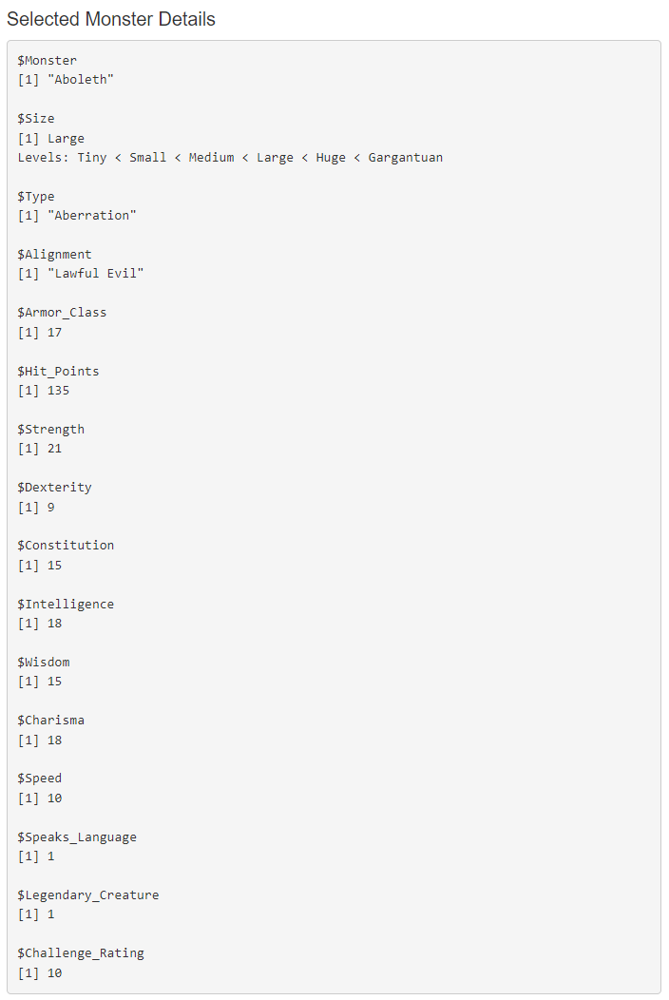 Selected Monster Details
$Monster
[1] "Aboleth"
$Size
[1] Large
Levels: Tiny < Small < Medium < Large < Huge < Gargantuan
$Type
[1] "Aberration"
$Alignment
[1] "Lawful Evil"
$Armor_Class
[1] 17
$Hit_Points
[1] 135
$Strength
[1] 21
$Dexterity
[1] 9
$Constitution
[1] 15
$Intelligence
[1] 18
$Wisdom
[1] 15
$Charisma
[1] 18
$Speed
[1] 10
$Speaks_Language
[1] 1
$Legendary_Creature
[1] 1
$Challenge_Rating
[1] 10